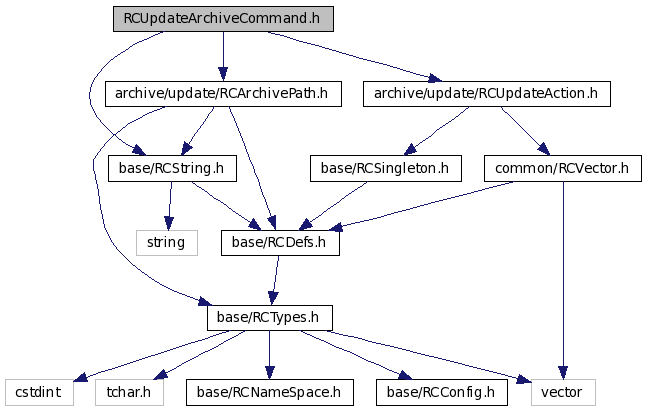 RCUpdateArchiveCommand.h
archive/update/RCArchivePath.h
archive/update/RCUpdateAction.h
base/RCString.h
base/RCSingleton.h
common/RCVector.h
string
base/RCDefs.h
base/RCTypes.h
cstdint
tchar.h
base/RCNameSpace.h
base/RCConfig.h
vector